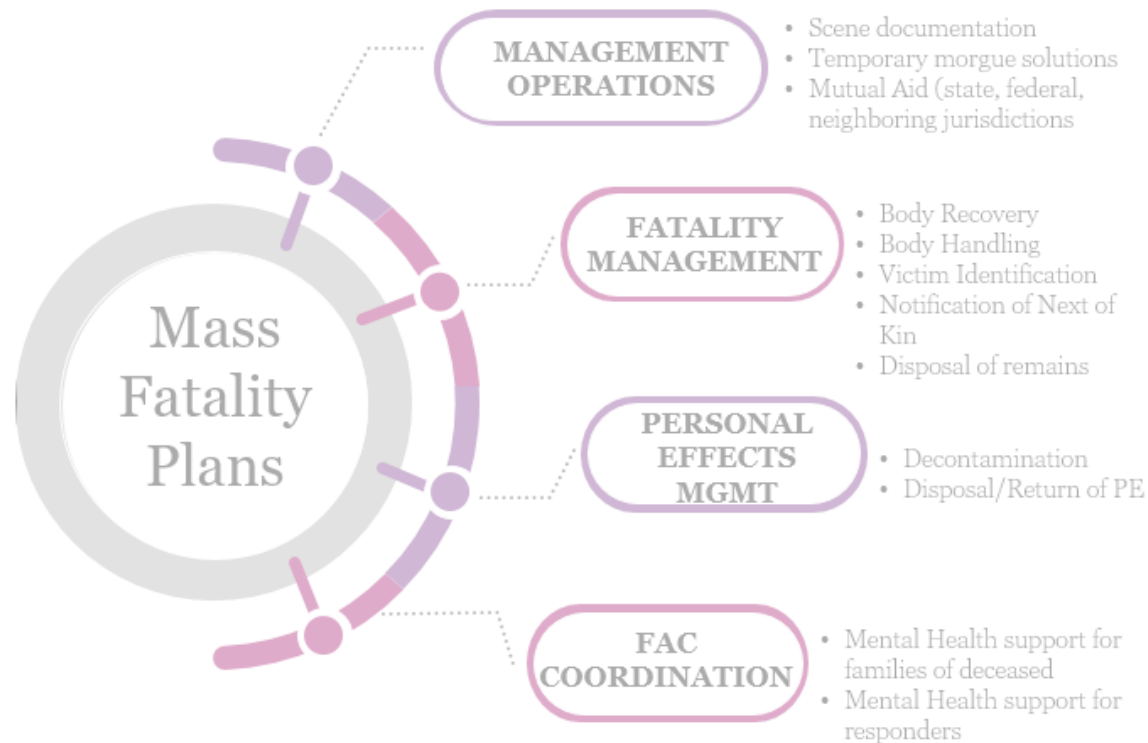 MANAGEMENT
OPERATIONS
• Scene documentation
• Temporary morgue solutions
• Mutual Aid (state, federal,
neighboring jurisdictions
Mass
Fatality
Plans
FATALITY
MANAGEMENT
• Body Recovery
• Body Handling
• Victim Identification
• Notification of Next of
Kin
• Disposal of remains
PERSONAL
EFFECTS
MGMT
• Decontamination
• Disposal/Return of PE
FAC
COORDINATION
• Mental Health support for
families of deceased
• Mental Health support for
responders